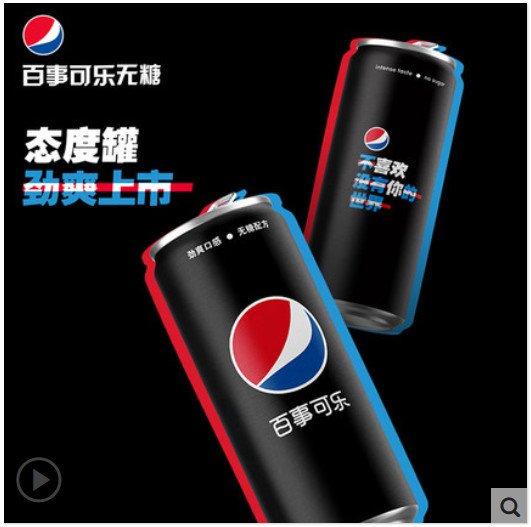 百事可乐无糖
态度罐
劲爽上市
intense taste ● no sugar
不喜欢
没有你的
世界
劲爽口感 ● 无糖配方
百事可乐